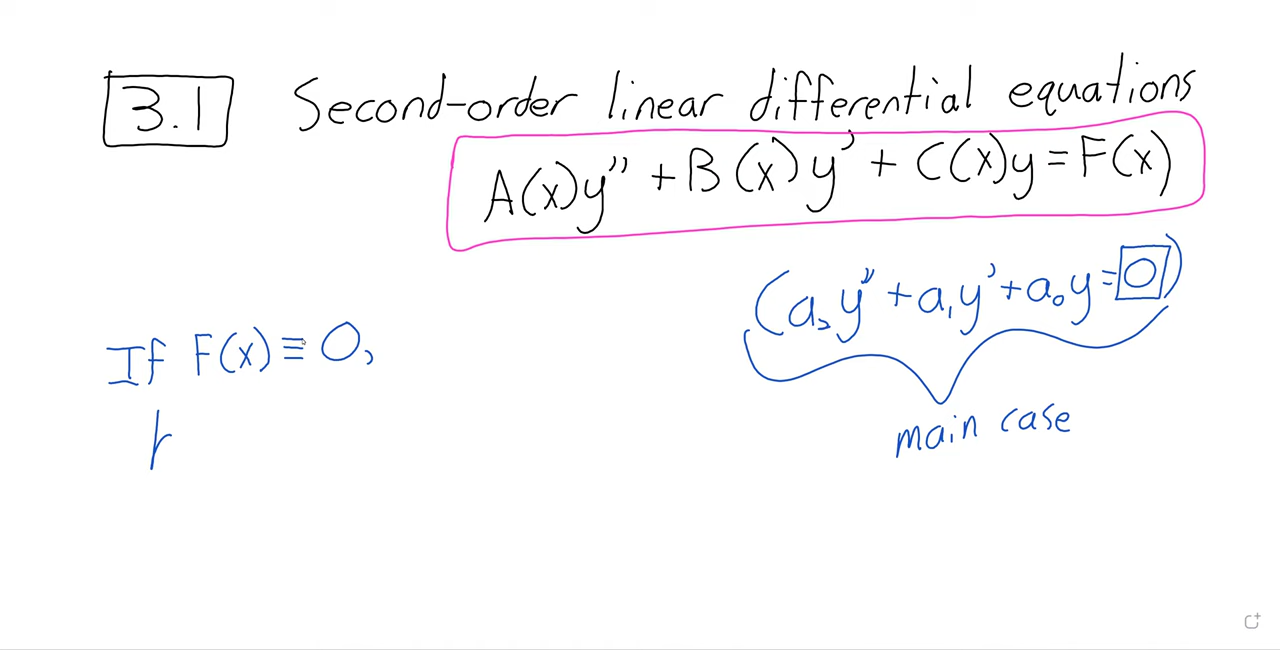 3.1 Second-order linear differential equations
A(x)y'' + B(x)y' + C(x)y = F(x)
(a₂y'' + a₁y' + a₀y = 0)
If F(x) ≡ 0,
main case